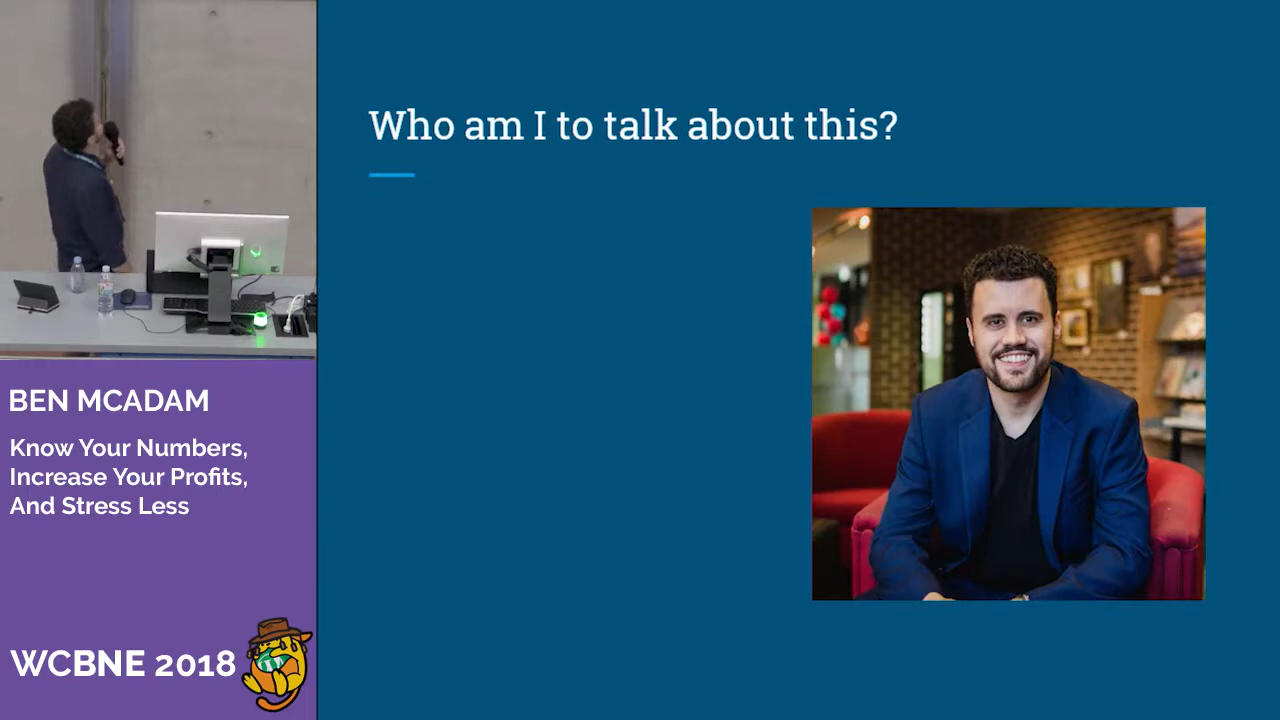 Who am I to talk about this?
BEN MCADAM
Know Your Numbers,
Increase Your Profits,
And Stress Less
WCBNE 2018